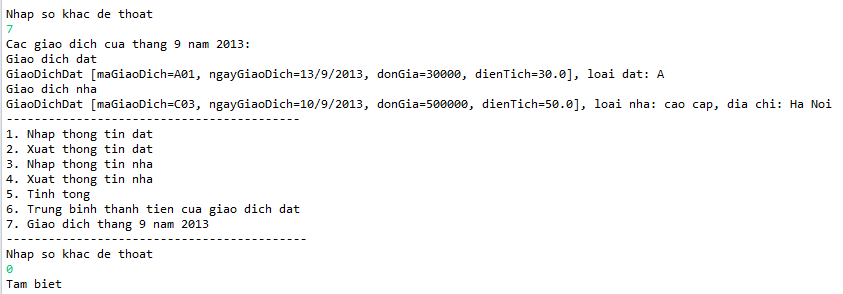 Nhap so khac de thoat
7
Cac giao dich cua thang 9 nam 2013:
Giao dich dat
GiaoDichDat [maGiaoDich=A01, ngayGiaoDich=13/9/2013, donGia=30000, dienTich=30.0], loai dat: A
Giao dich nha
GiaoDichDat [maGiaoDich=C03, ngayGiaoDich=10/9/2013, donGia=500000, dienTich=50.0], loai nha: cao cap, dia chi: Ha Noi
------------------------------------------
1. Nhap thong tin dat
2. Xuat thong tin dat
3. Nhap thong tin nha
4. Xuat thong tin nha
5. Tinh tong
6. Trung binh thanh tien cua giao dich dat
7. Giao dich thang 9 nam 2013
-------------------------------------------
Nhap so khac de thoat
0
Tam biet